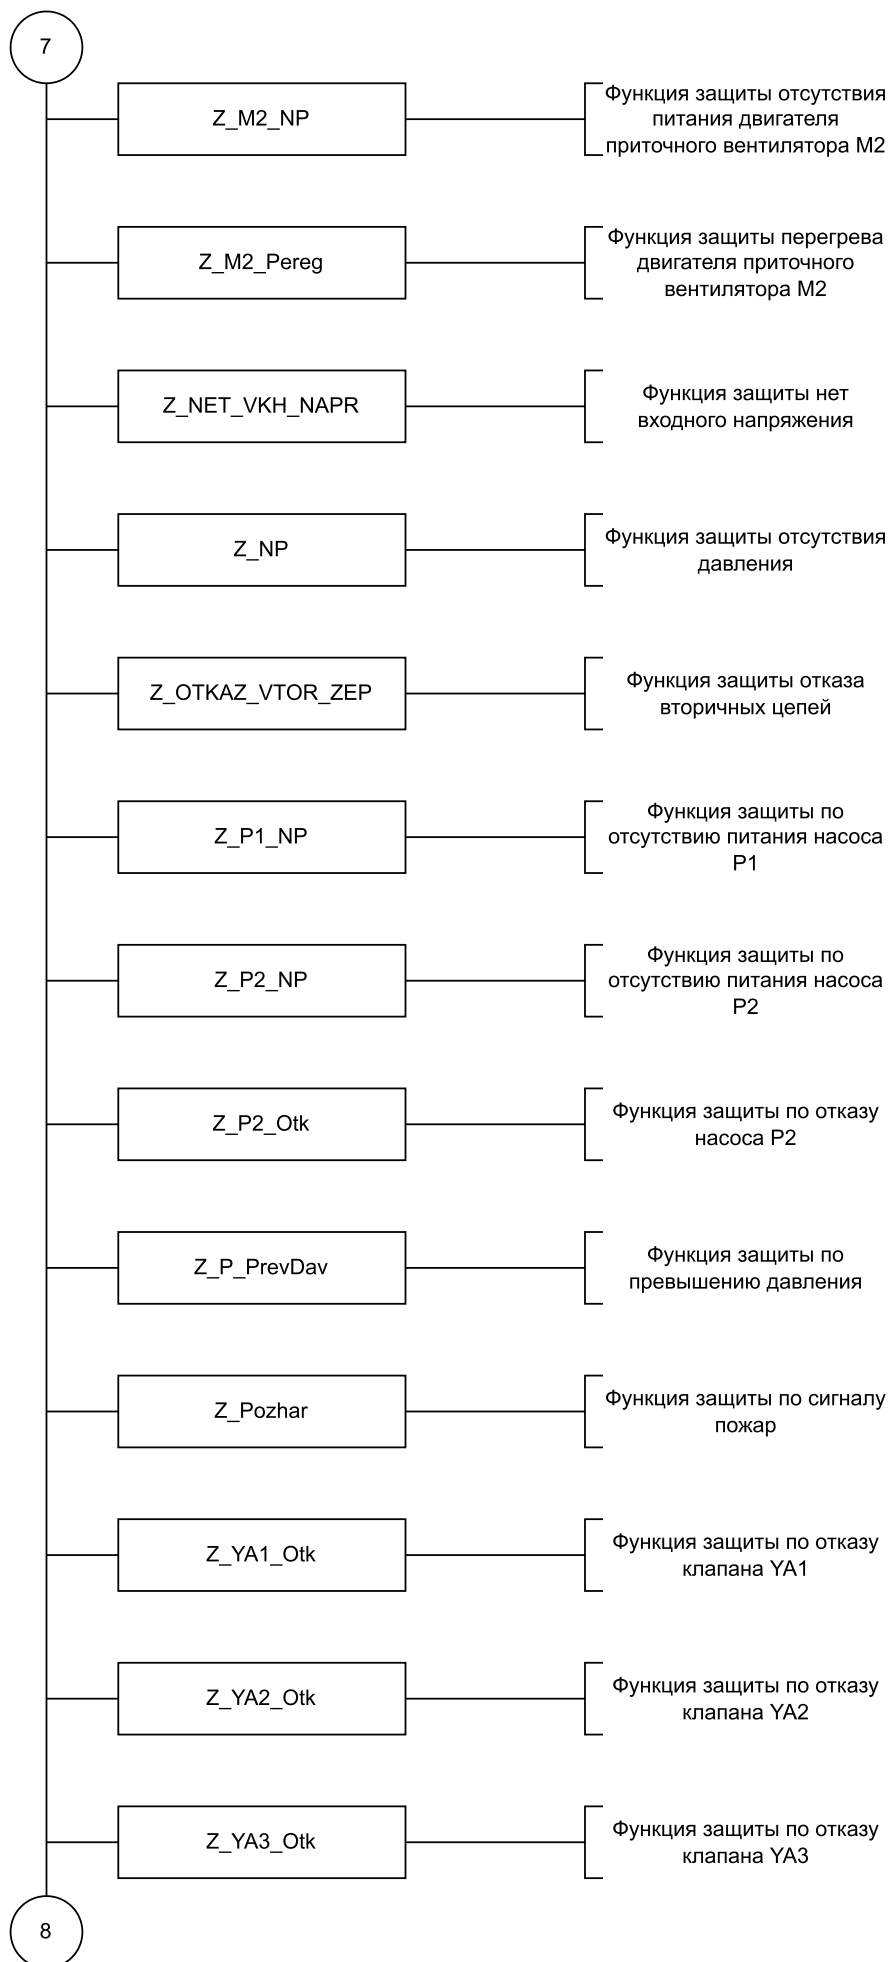 7
Z_M2_NP
Функция защиты отсутствия
питания двигателя
приточного вентилятора М2
Z_M2_Pereg
Функция защиты перегрева
двигателя приточного
вентилятора М2
Z_NET_VKH_NAPR
Функция защиты нет
входного напряжения
Z_NP
Функция защиты отсутствия
давления
Z_OTKAZ_VTOR_ZEP
Функция защиты отказа
вторичных цепей
Z_P1_NP
Функция защиты по
отсутствию питания насоса
P1
Z_P2_NP
Функция защиты по
отсутствию питания насоса
P2
Z_P2_Otk
Функция защиты по отказу
насоса P2
Z_P_PrevDav
Функция защиты по
превышению давления
Z_Pozhar
Функция защиты по сигналу
пожар
Z_YA1_Otk
Функция защиты по отказу
клапана YA1
Z_YA2_Otk
Функция защиты по отказу
клапана YA2
Z_YA3_Otk
Функция защиты по отказу
клапана YA3
8